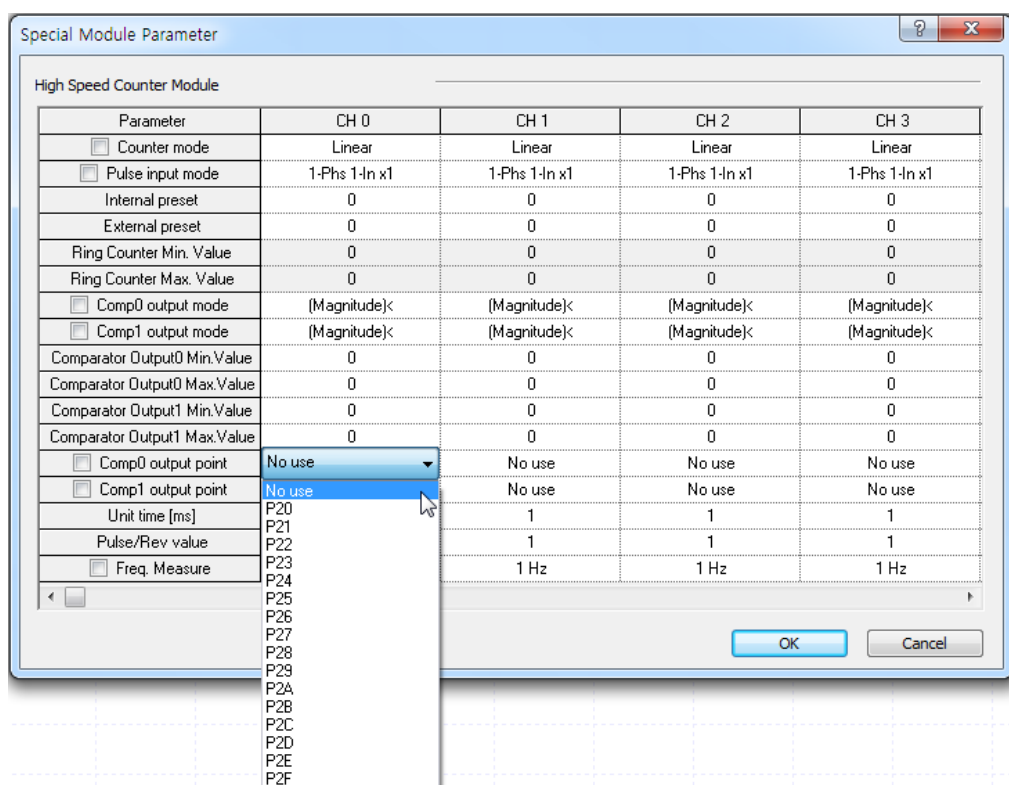 Special Module Parameter
High Speed Counter Module
Parameter CH 0 CH 1 CH 2 CH 3
Counter mode Linear Linear Linear Linear
Pulse input mode 1-Phs 1-In x1 1-Phs 1-In x1 1-Phs 1-In x1 1-Phs 1-In x1
Internal preset 0 0 0 0
External preset 0 0 0 0
Ring Counter Min. Value 0 0 0 0
Ring Counter Max. Value 0 0 0 0
Comp0 output mode (Magnitude)< (Magnitude)< (Magnitude)< (Magnitude)<
Comp1 output mode (Magnitude)< (Magnitude)< (Magnitude)< (Magnitude)<
Comparator Output0 Min.Value 0 0 0 0
Comparator Output0 Max.Value 0 0 0 0
Comparator Output1 Min.Value 0 0 0 0
Comparator Output1 Max.Value 0 0 0 0
Comp0 output point No use No use No use No use
Comp1 output point No use No use No use
Unit time [ms] 1 1 1
Pulse/Rev value 1 1 1
Freq. Measure 1 Hz 1 Hz 1 Hz
No use
P20
P21
P22
P23
P24
P25
P26
P27
P28
P29
P2A
P2B
P2C
P2D
P2E
P2F
OK Cancel